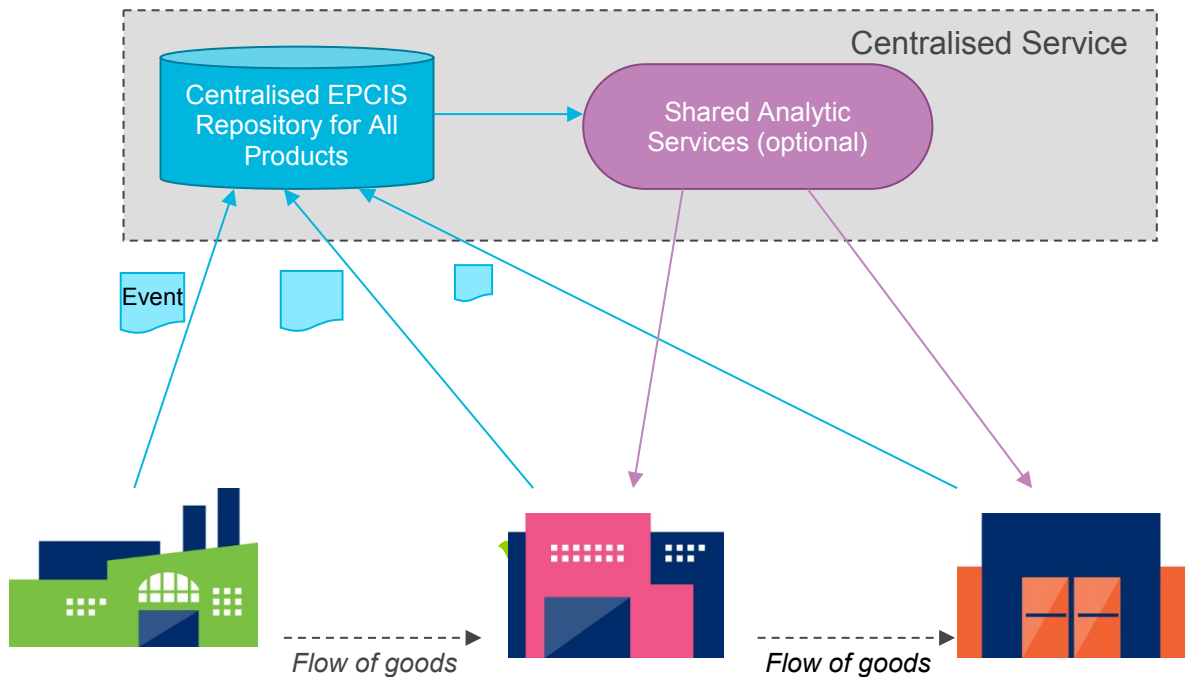 Centralised Service
Centralised EPCIS
Repository for All
Products
Shared Analytic
Services (optional)
Event
Flow of goods
Flow of goods